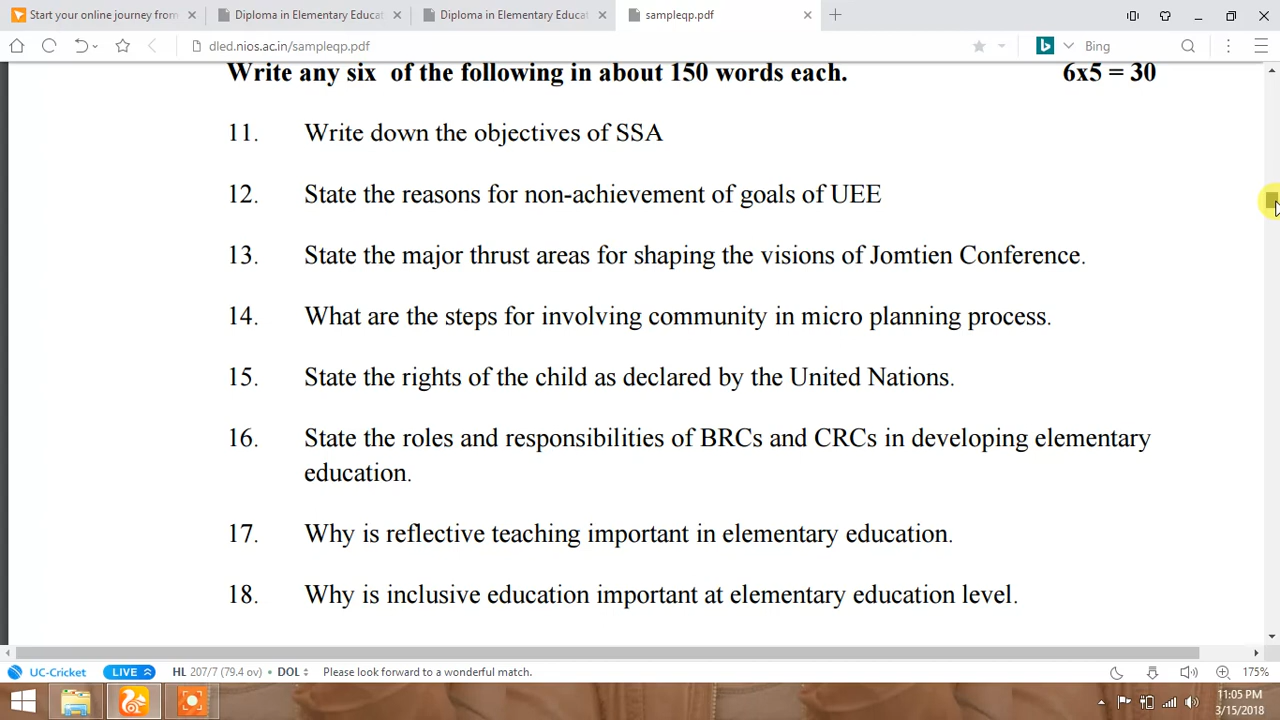 Start your online journey from
Diploma in Elementary Educat
Diploma in Elementary Educat
sampleqp.pdf
dled.nios.ac.in/sampleqp.pdf
Bing
Write any six of the following in about 150 words each. 6x5 = 30
11. Write down the objectives of SSA
12. State the reasons for non-achievement of goals of UEE
13. State the major thrust areas for shaping the visions of Jomtien Conference.
14. What are the steps for involving community in micro planning process.
15. State the rights of the child as declared by the United Nations.
16. State the roles and responsibilities of BRCs and CRCs in developing elementary
education.
17. Why is reflective teaching important in elementary education.
18. Why is inclusive education important at elementary education level.
UC-Cricket LIVE HL 207/7 (79.4 ov) • DOL Please look forward to a wonderful match. 175%
11:05 PM
3/15/2018